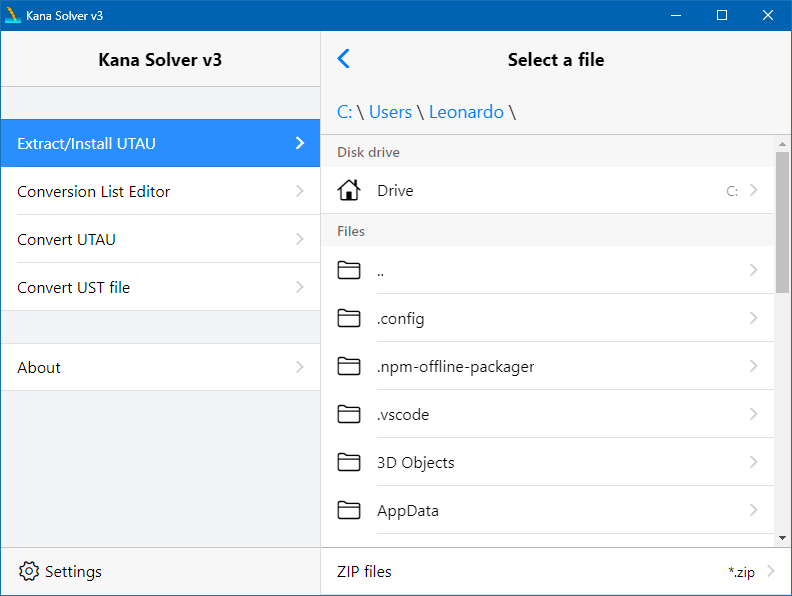 Kana Solver v3
Kana Solver v3
Extract/Install UTAU
Conversion List Editor
Convert UTAU
Convert UST file
About
Settings
Select a file
C: \ Users \ Leonardo \
Disk drive
Drive C:
Files
..
.config
.npm-offline-packager
.vscode
3D Objects
AppData
ZIP files *.zip